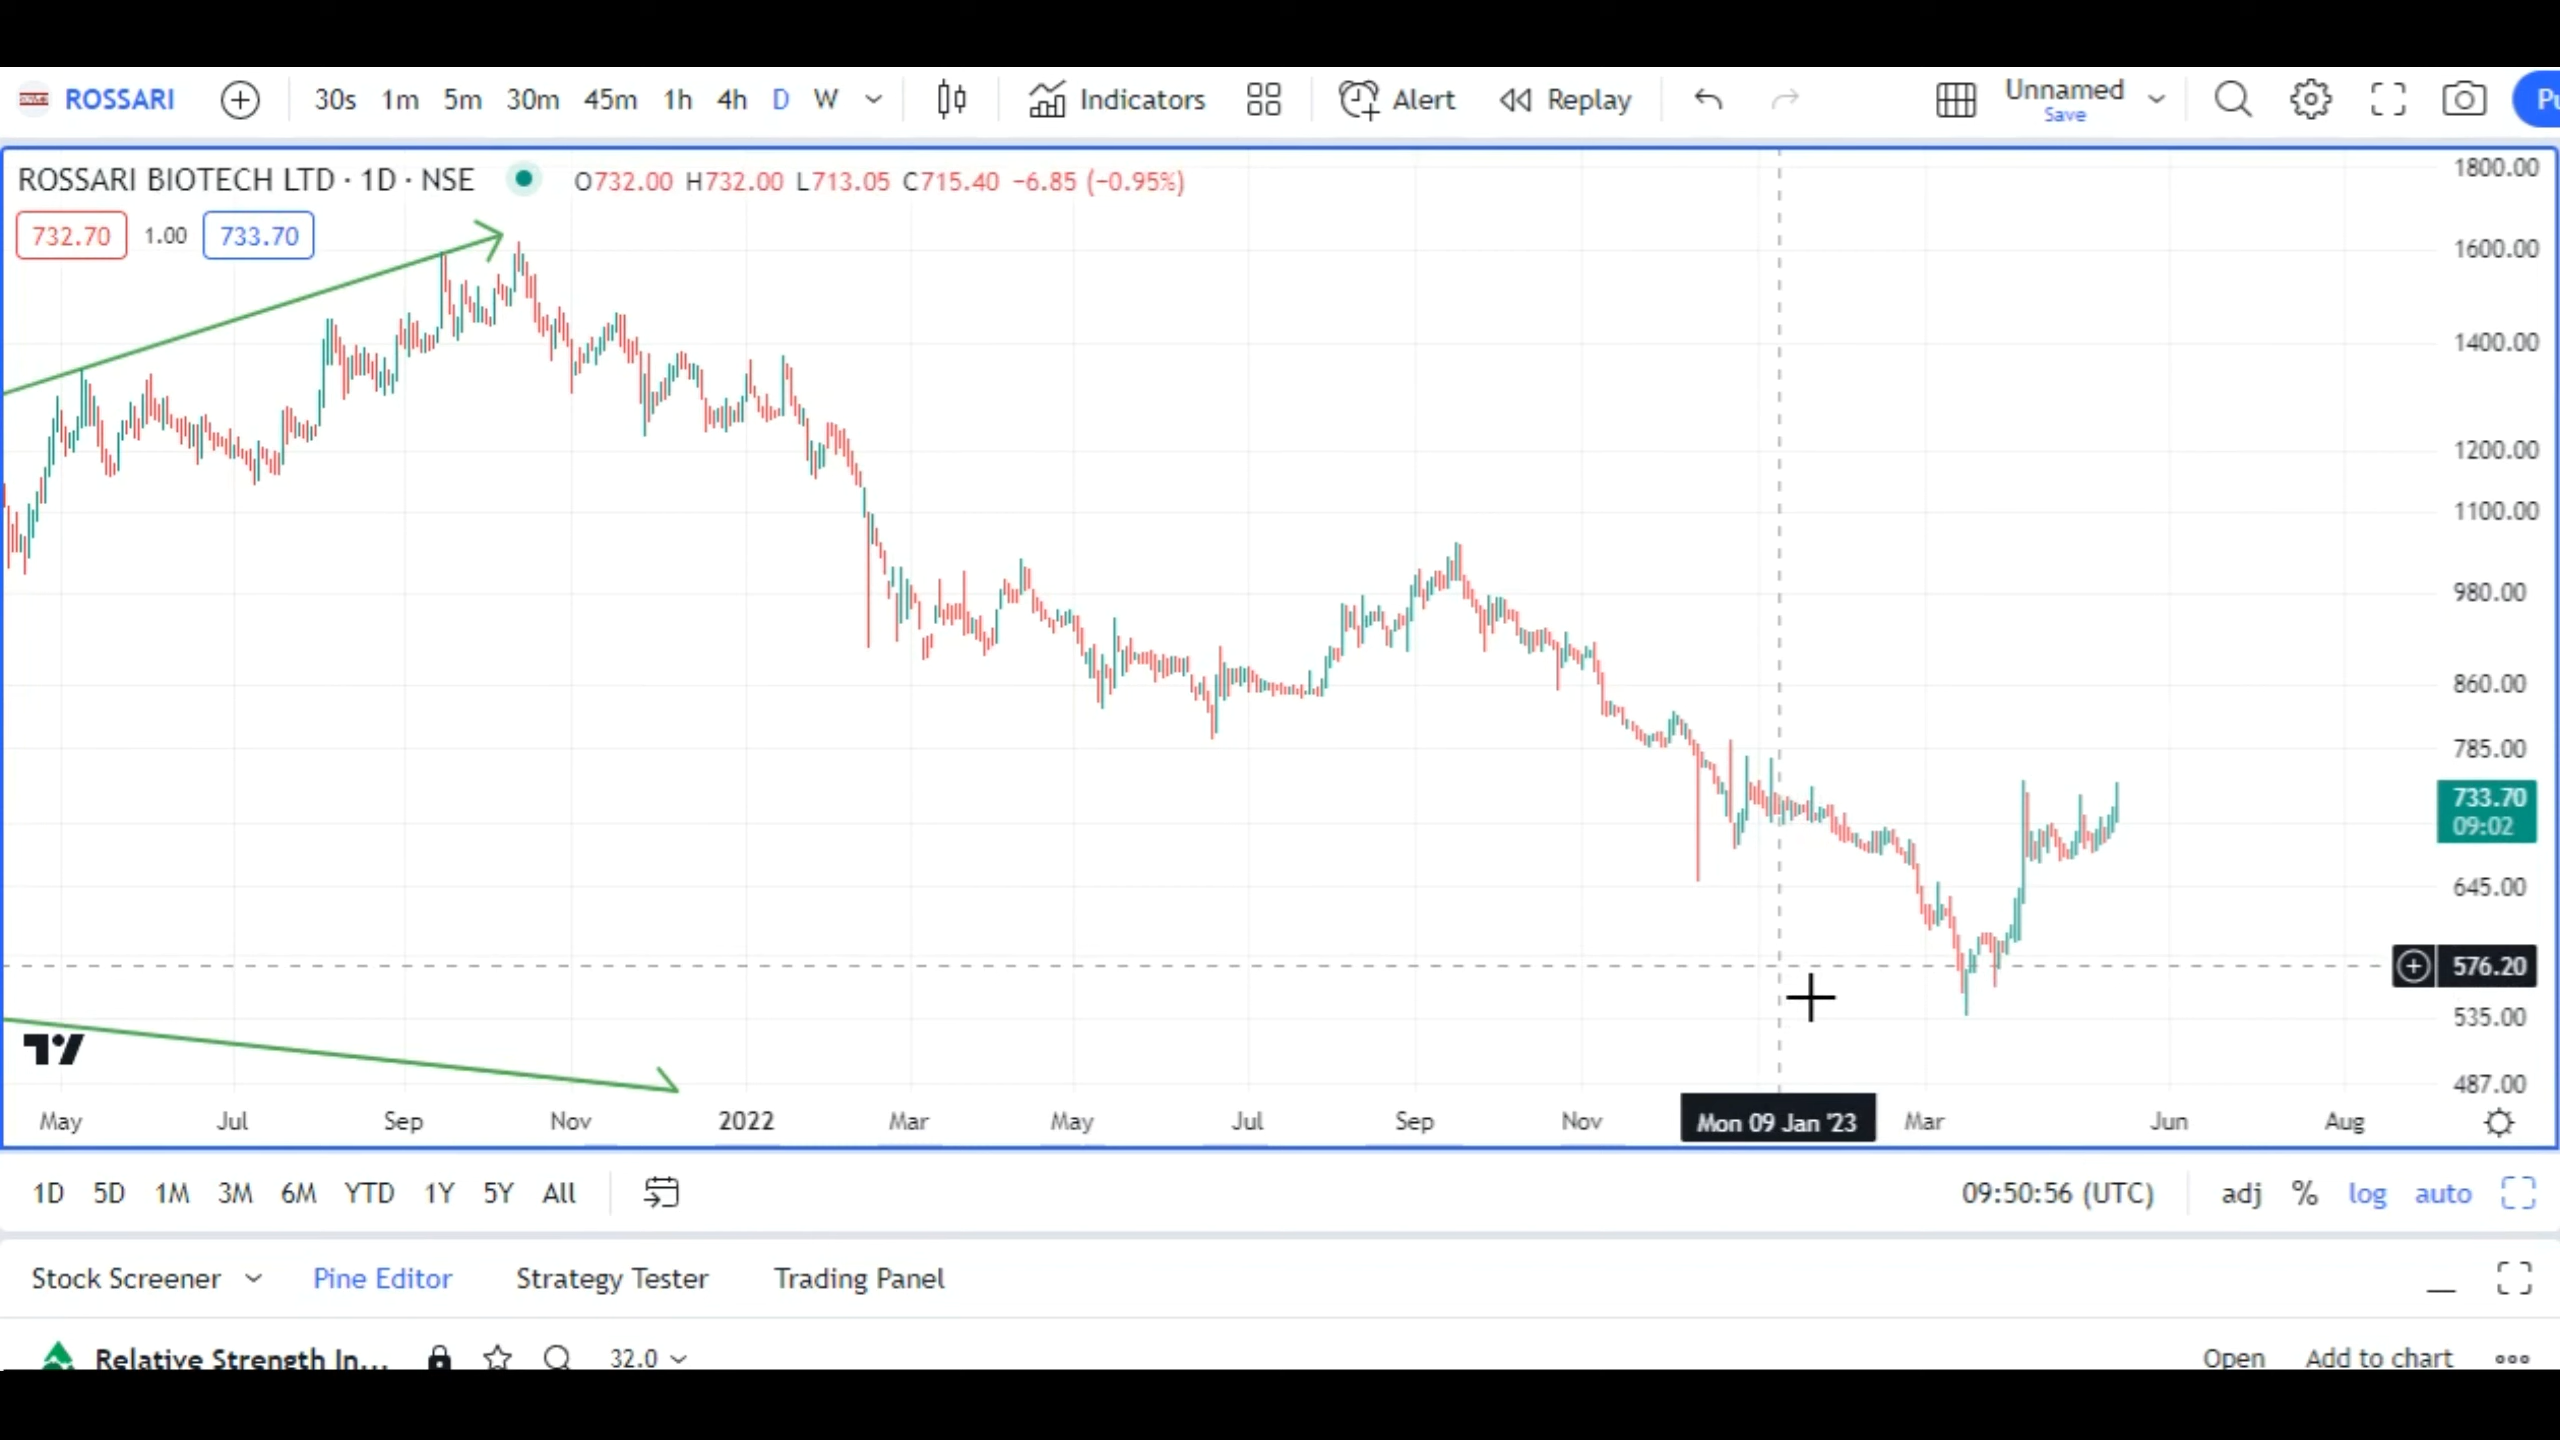 ROSSARI 30s 1m 5m 30m 45m 1h 4h D W Indicators Alert Replay Unnamed
Save
ROSSARI BIOTECH LTD · 1D · NSE O732.00 H732.00 L713.05 C715.40 −6.85 (−0.95%)
732.70 1.00 733.70
1800.00
1600.00
1400.00
1200.00
1100.00
980.00
860.00
785.00
733.70
09:02
645.00
576.20
535.00
487.00
May Jul Sep Nov 2022 Mar May Jul Sep Nov Mon 09 Jan '23 Mar Jun Aug
1D 5D 1M 3M 6M YTD 1Y 5Y All 09:50:56 (UTC) adj % log auto
Stock Screener Pine Editor Strategy Tester Trading Panel
Relative Strength In... 32.0 Open Add to chart